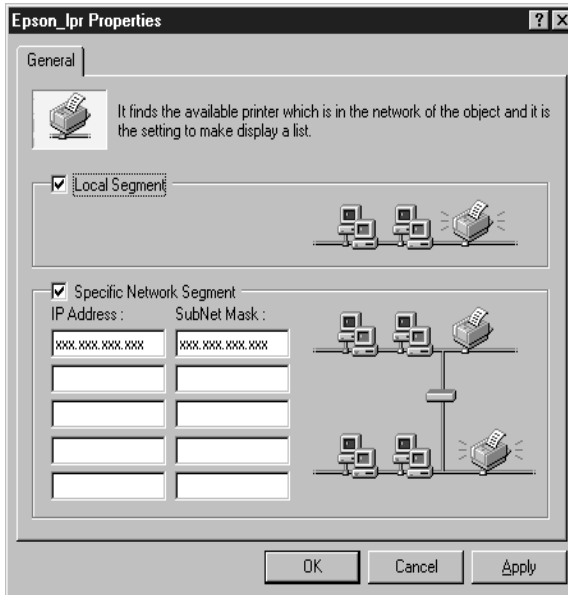 Epson_lpr Properties
General
It finds the available printer which is in the network of the object and it is
the setting to make display a list.
Local Segment
Specific Network Segment
IP Address : SubNet Mask :
xxx.xxx.xxx.xxx xxx.xxx.xxx.xxx
OK Cancel Apply